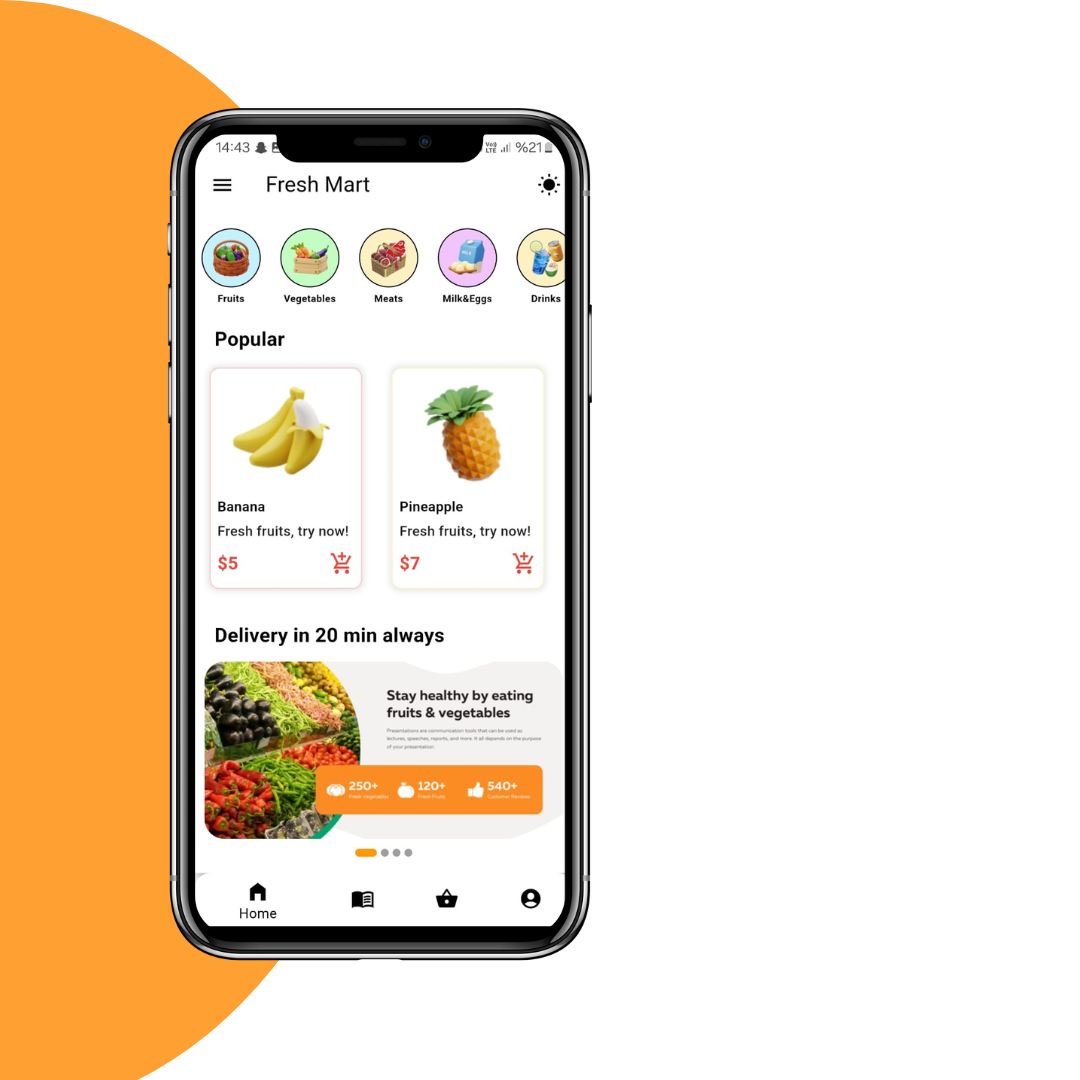 14:43
Vo)) LTE %21
Fresh Mart
Fruits Vegetables Meats Milk&Eggs Drinks
MILK
Popular
Banana Pineapple
Fresh fruits, try now! Fresh fruits, try now!
$5 $7
Delivery in 20 min always
Stay healthy by eating
fruits & vegetables
Presentations are communication tools that can be used as
lectures, speeches, reports, and more. It all depends on the purpose
of your presentation.
250+ 120+ 540+
Fresh Vegetables Fresh Fruits Customer Reviews
Home